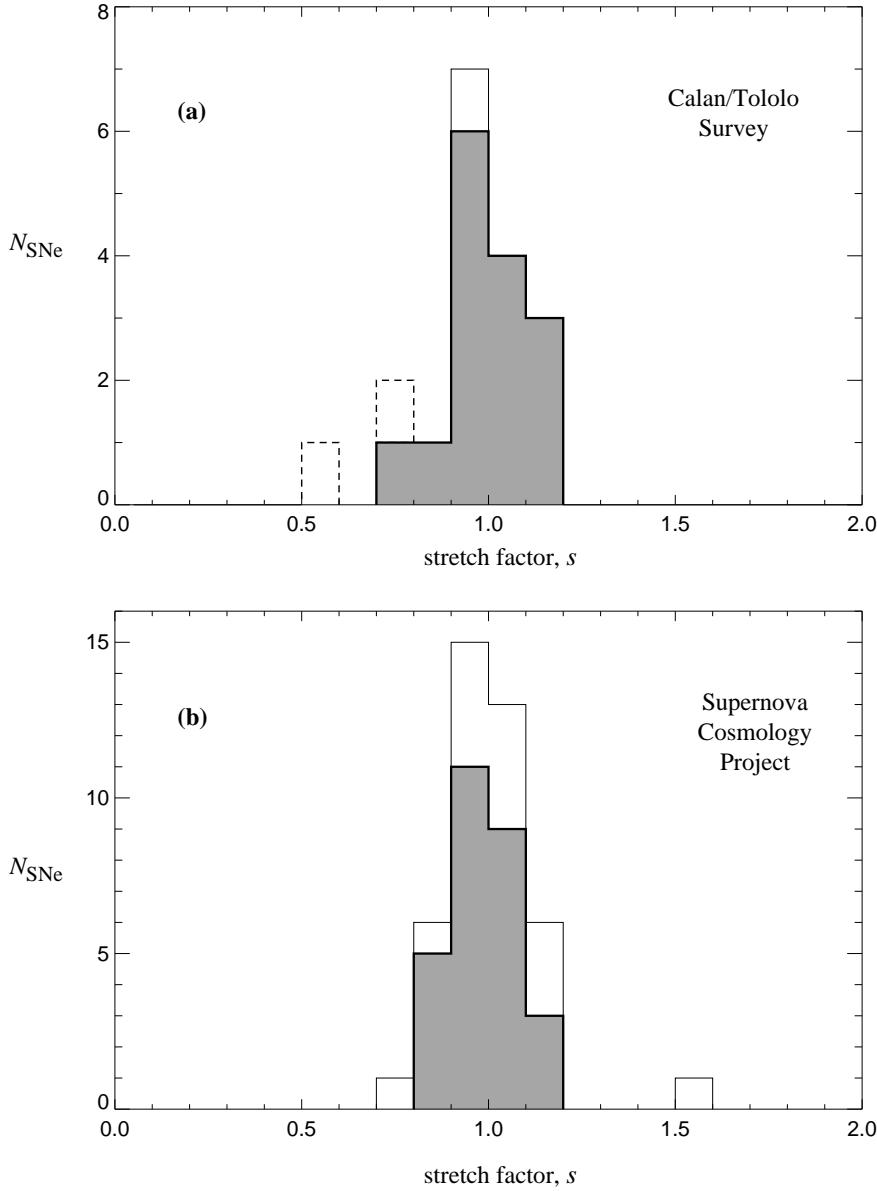 8
6
4
2
0
N_SNe
(a)
Calan/Tololo
Survey
0.0 0.5 1.0 1.5 2.0
stretch factor, s
15
10
5
0
N_SNe
(b)
Supernova
Cosmology
Project
0.0 0.5 1.0 1.5 2.0
stretch factor, s